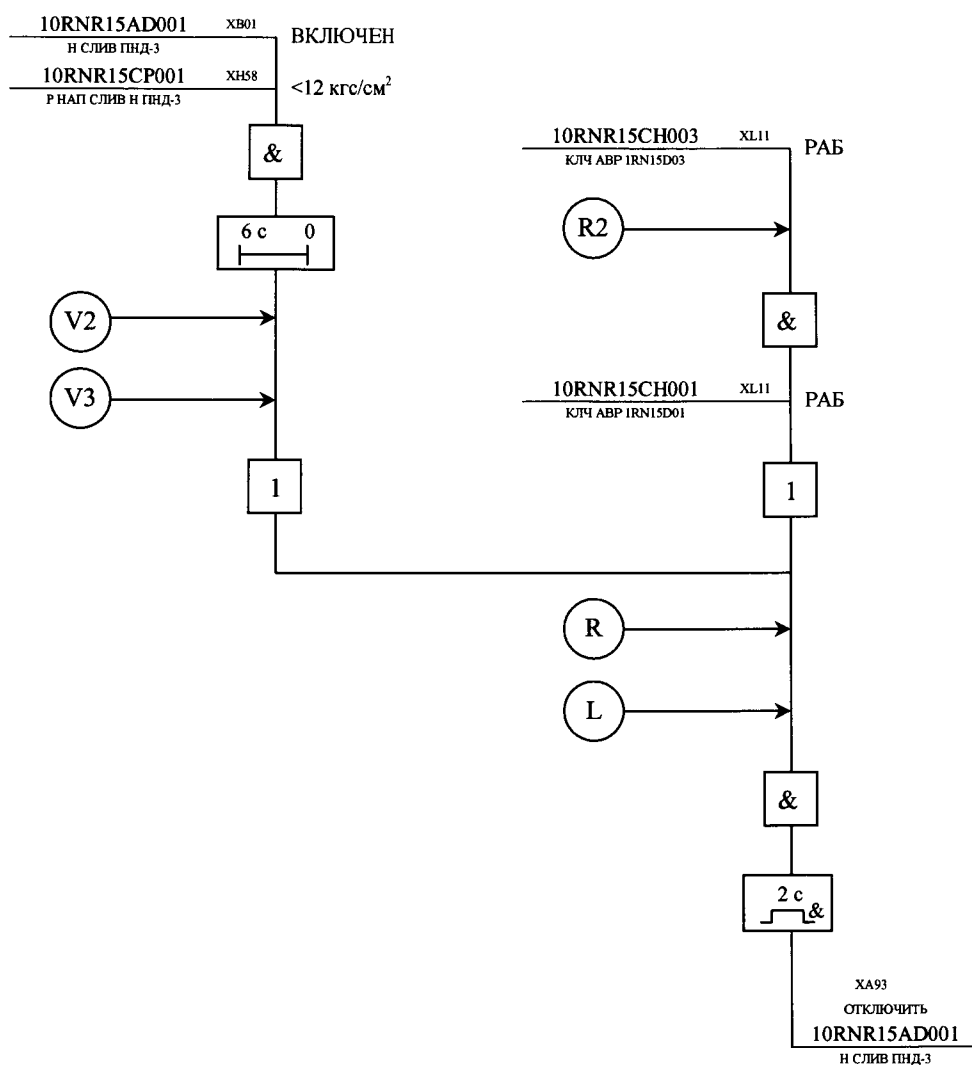 10RNR15AD001 XB01 ВКЛЮЧЕН
Н СЛИВ ПНД-3
10RNR15CP001 XH58 <12 кгс/см²
Р НАП СЛИВ Н ПНД-3
&
6 с 0
V2
V3
1
10RNR15CH003 XL11 РАБ
КЛЧ АВР 1RN15D03
R2
&
10RNR15CH001 XL11 РАБ
КЛЧ АВР 1RN15D01
1
R
L
&
2 с
&
XA93
ОТКЛЮЧИТЬ
10RNR15AD001
Н СЛИВ ПНД-3